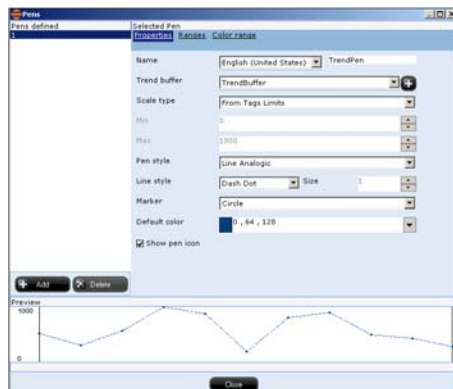 Pens
Pens defined
Selected Pen
1
Properties Ranges Color range
Name English (United States) TrendPen
Trend buffer TrendBuffer
Scale type From Tags Limits
Min 0
Max 1000
Pen style Line Analogic
Line style Dash Dot Size 1
Marker Circle
Default color 0 , 64 , 128
Show pen icon
Add Delete
Preview
1000
0
Close